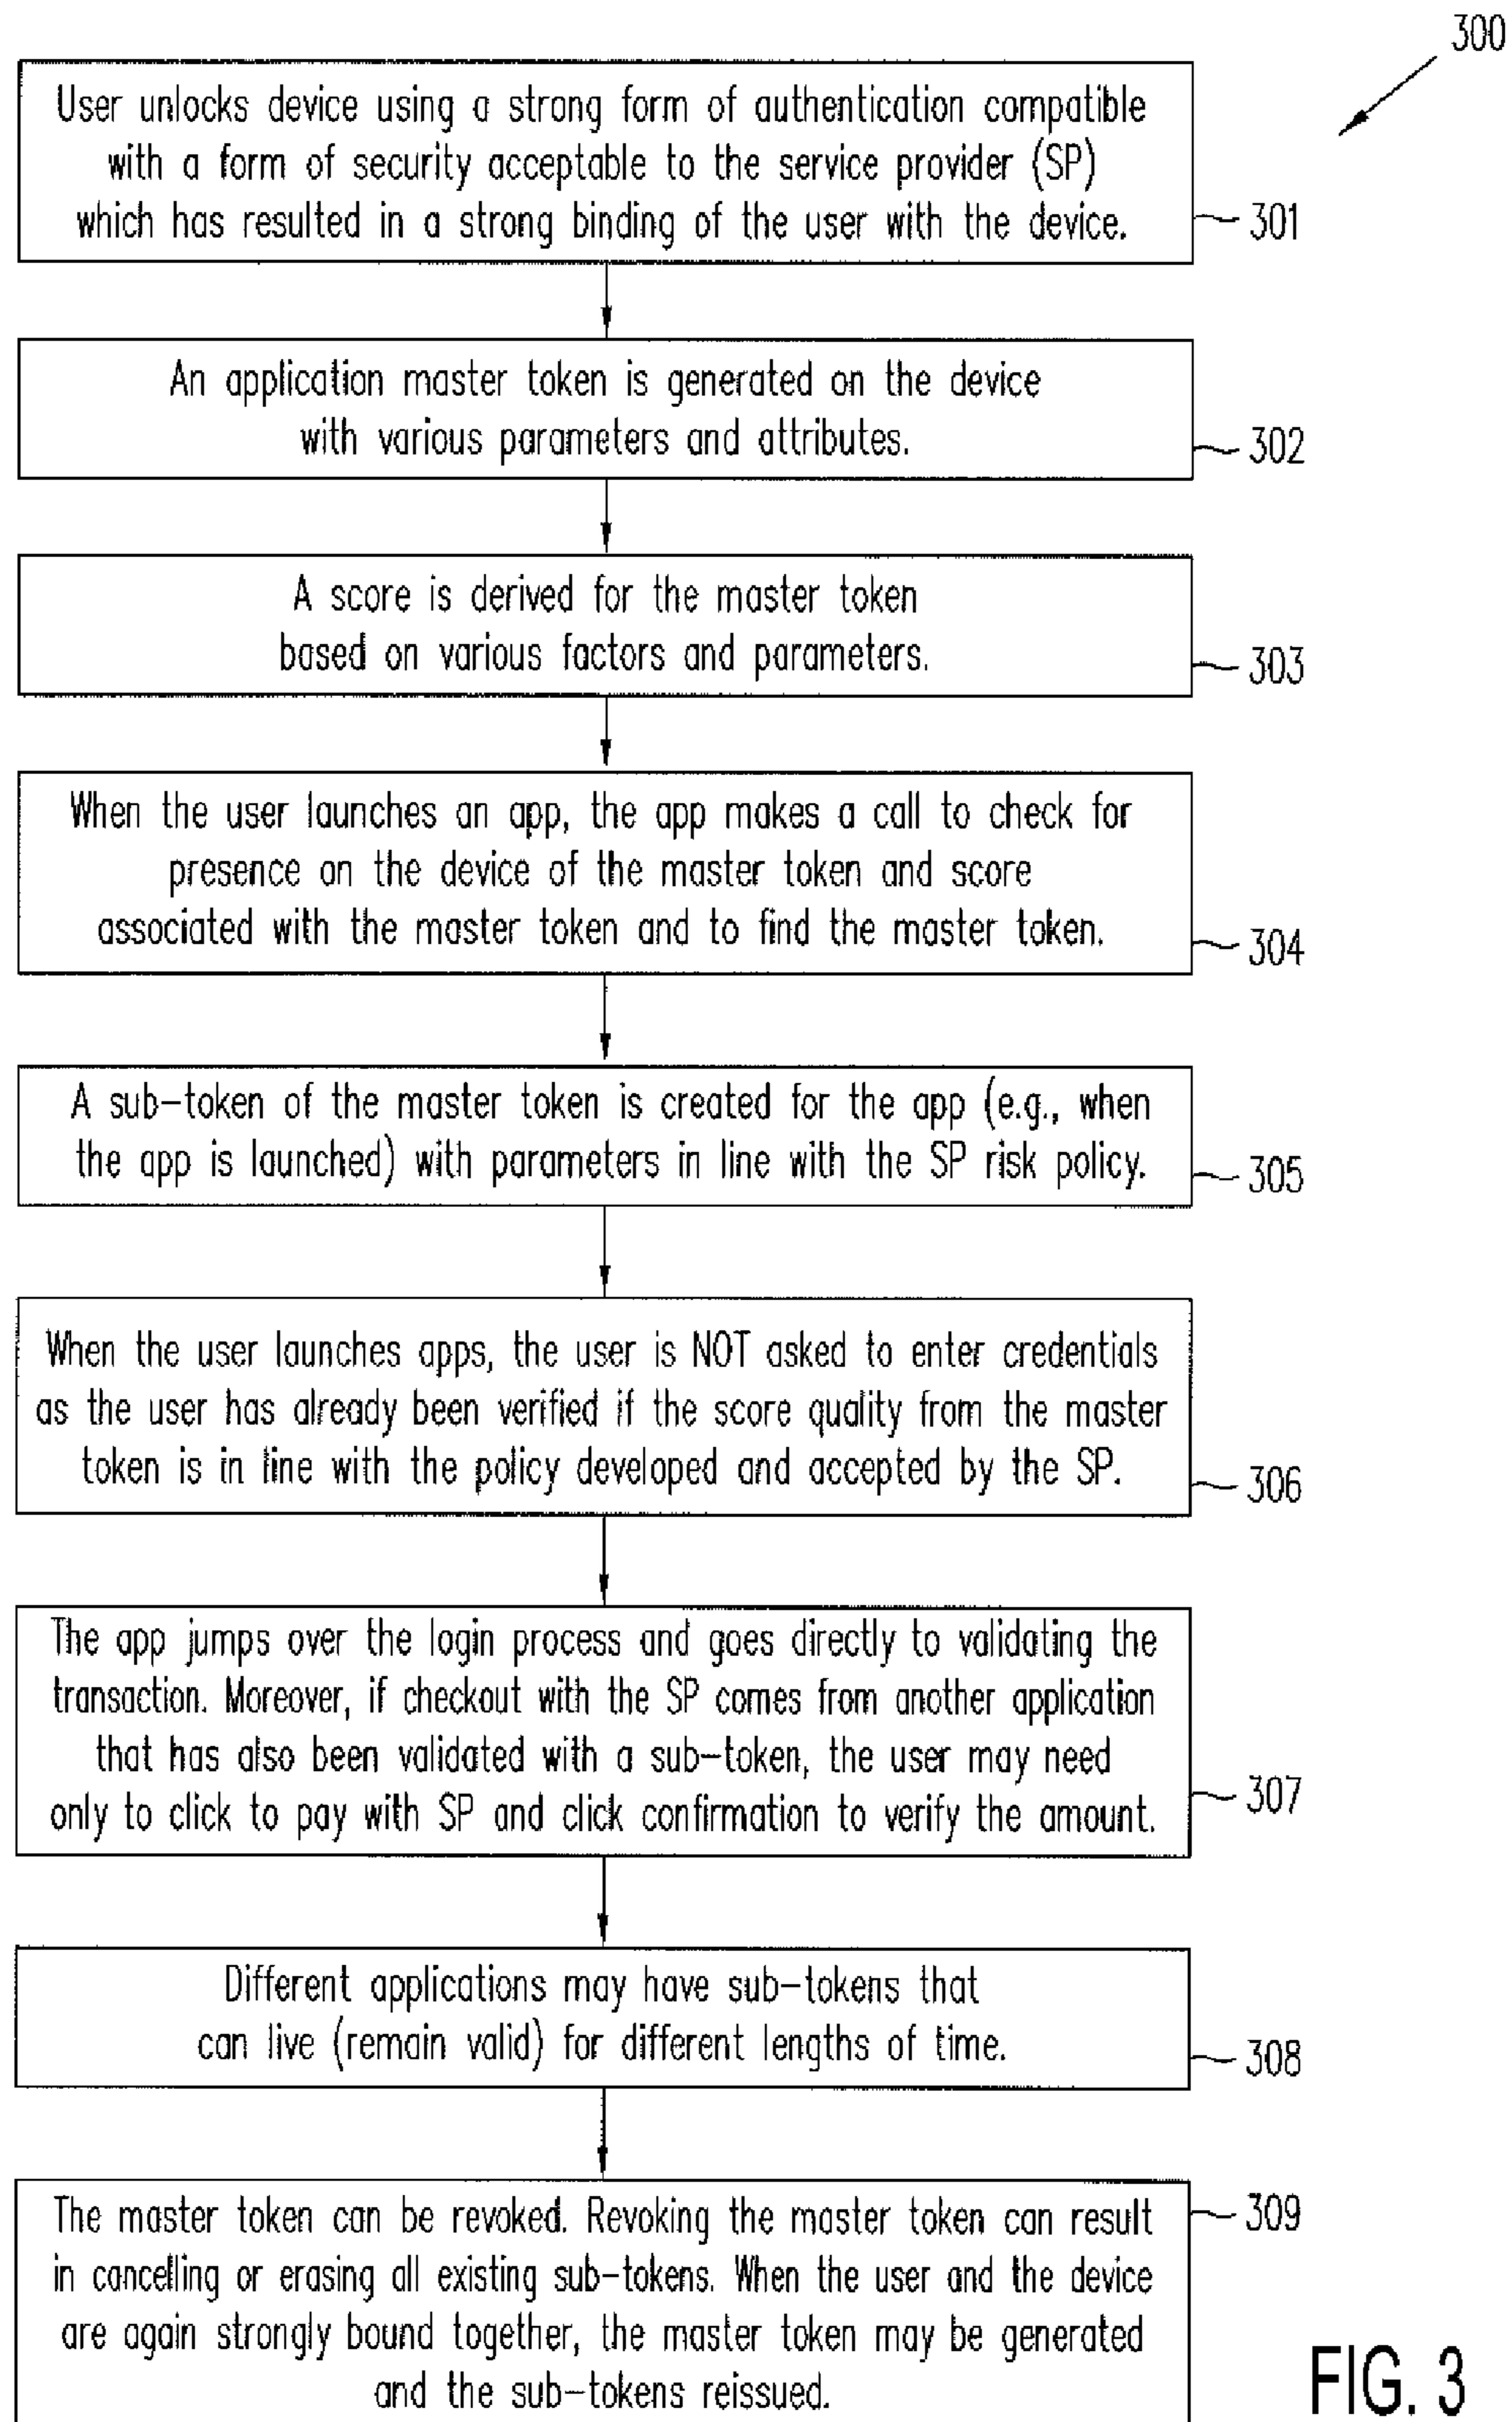 300
User unlocks device using a strong form of authentication compatible
with a form of security acceptable to the service provider (SP)
which has resulted in a strong binding of the user with the device.
301
An application master token is generated on the device
with various parameters and attributes.
302
A score is derived for the master token
based on various factors and parameters.
303
When the user launches an app, the app makes a call to check for
presence on the device of the master token and score
associated with the master token and to find the master token.
304
A sub-token of the master token is created for the app (e.g., when
the app is launched) with parameters in line with the SP risk policy.
305
When the user launches apps, the user is NOT asked to enter credentials
as the user has already been verified if the score quality from the master
token is in line with the policy developed and accepted by the SP.
306
The app jumps over the login process and goes directly to validating the
transaction. Moreover, if checkout with the SP comes from another application
that has also been validated with a sub-token, the user may need
only to click to pay with SP and click confirmation to verify the amount.
307
Different applications may have sub-tokens that
can live (remain valid) for different lengths of time.
308
The master token can be revoked. Revoking the master token can result
in cancelling or erasing all existing sub-tokens. When the user and the device
are again strongly bound together, the master token may be generated
and the sub-tokens reissued.
309
FIG. 3